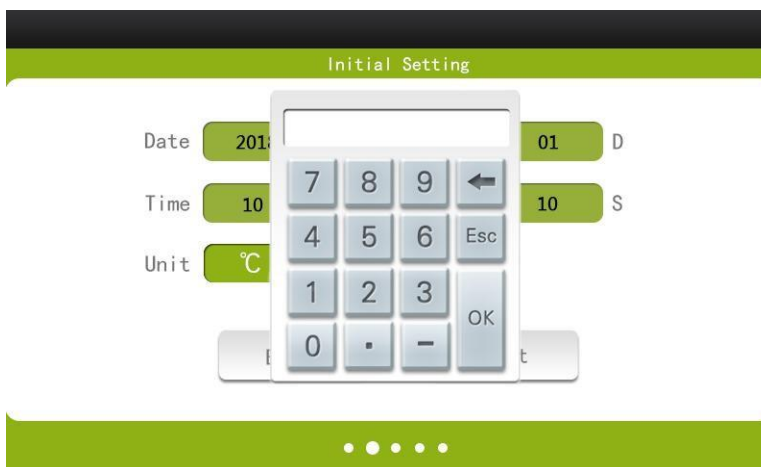 Initial Setting
Date 2018 01 D
7 8 9
Time 10 10 S
4 5 6 Esc
Unit ℃
1 2 3
OK
0 . -